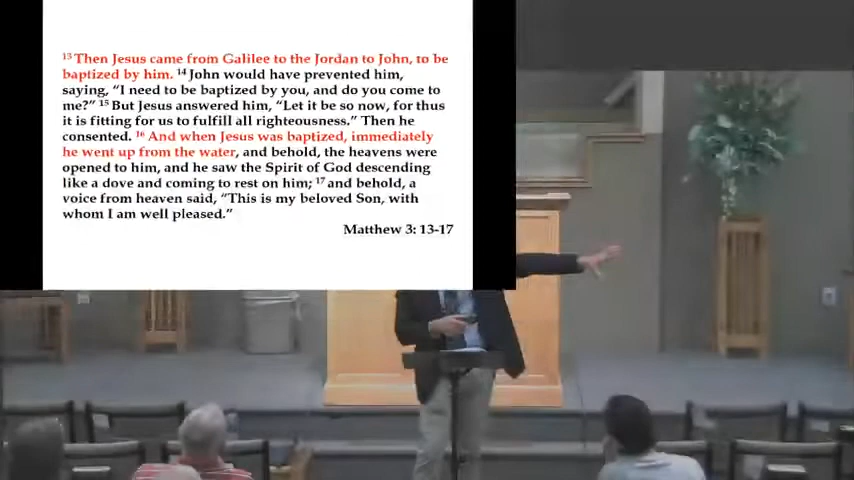 13 Then Jesus came from Galilee to the Jordan to John, to be
baptized by him. 14 John would have prevented him,
saying, "I need to be baptized by you, and do you come to
me?" 15 But Jesus answered him, "Let it be so now, for thus
it is fitting for us to fulfill all righteousness." Then he
consented. 16 And when Jesus was baptized, immediately
he went up from the water, and behold, the heavens were
opened to him, and he saw the Spirit of God descending
like a dove and coming to rest on him; 17 and behold, a
voice from heaven said, "This is my beloved Son, with
whom I am well pleased."
Matthew 3: 13-17